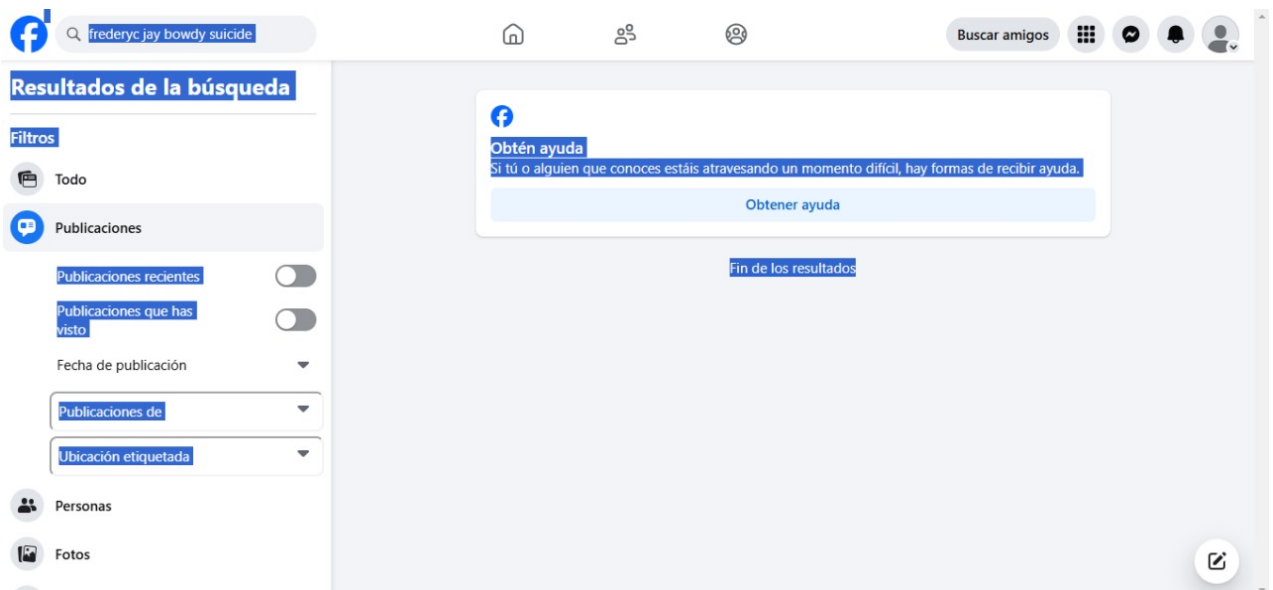 frederyc jay bowdy suicide
Buscar amigos
Resultados de la búsqueda
Filtros
Todo
Publicaciones
Publicaciones recientes
Publicaciones que has
visto
Fecha de publicación
Publicaciones de
Ubicación etiquetada
Personas
Fotos
Obtén ayuda
Si tú o alguien que conoces estáis atravesando un momento difícil, hay formas de recibir ayuda.
Obtener ayuda
Fin de los resultados